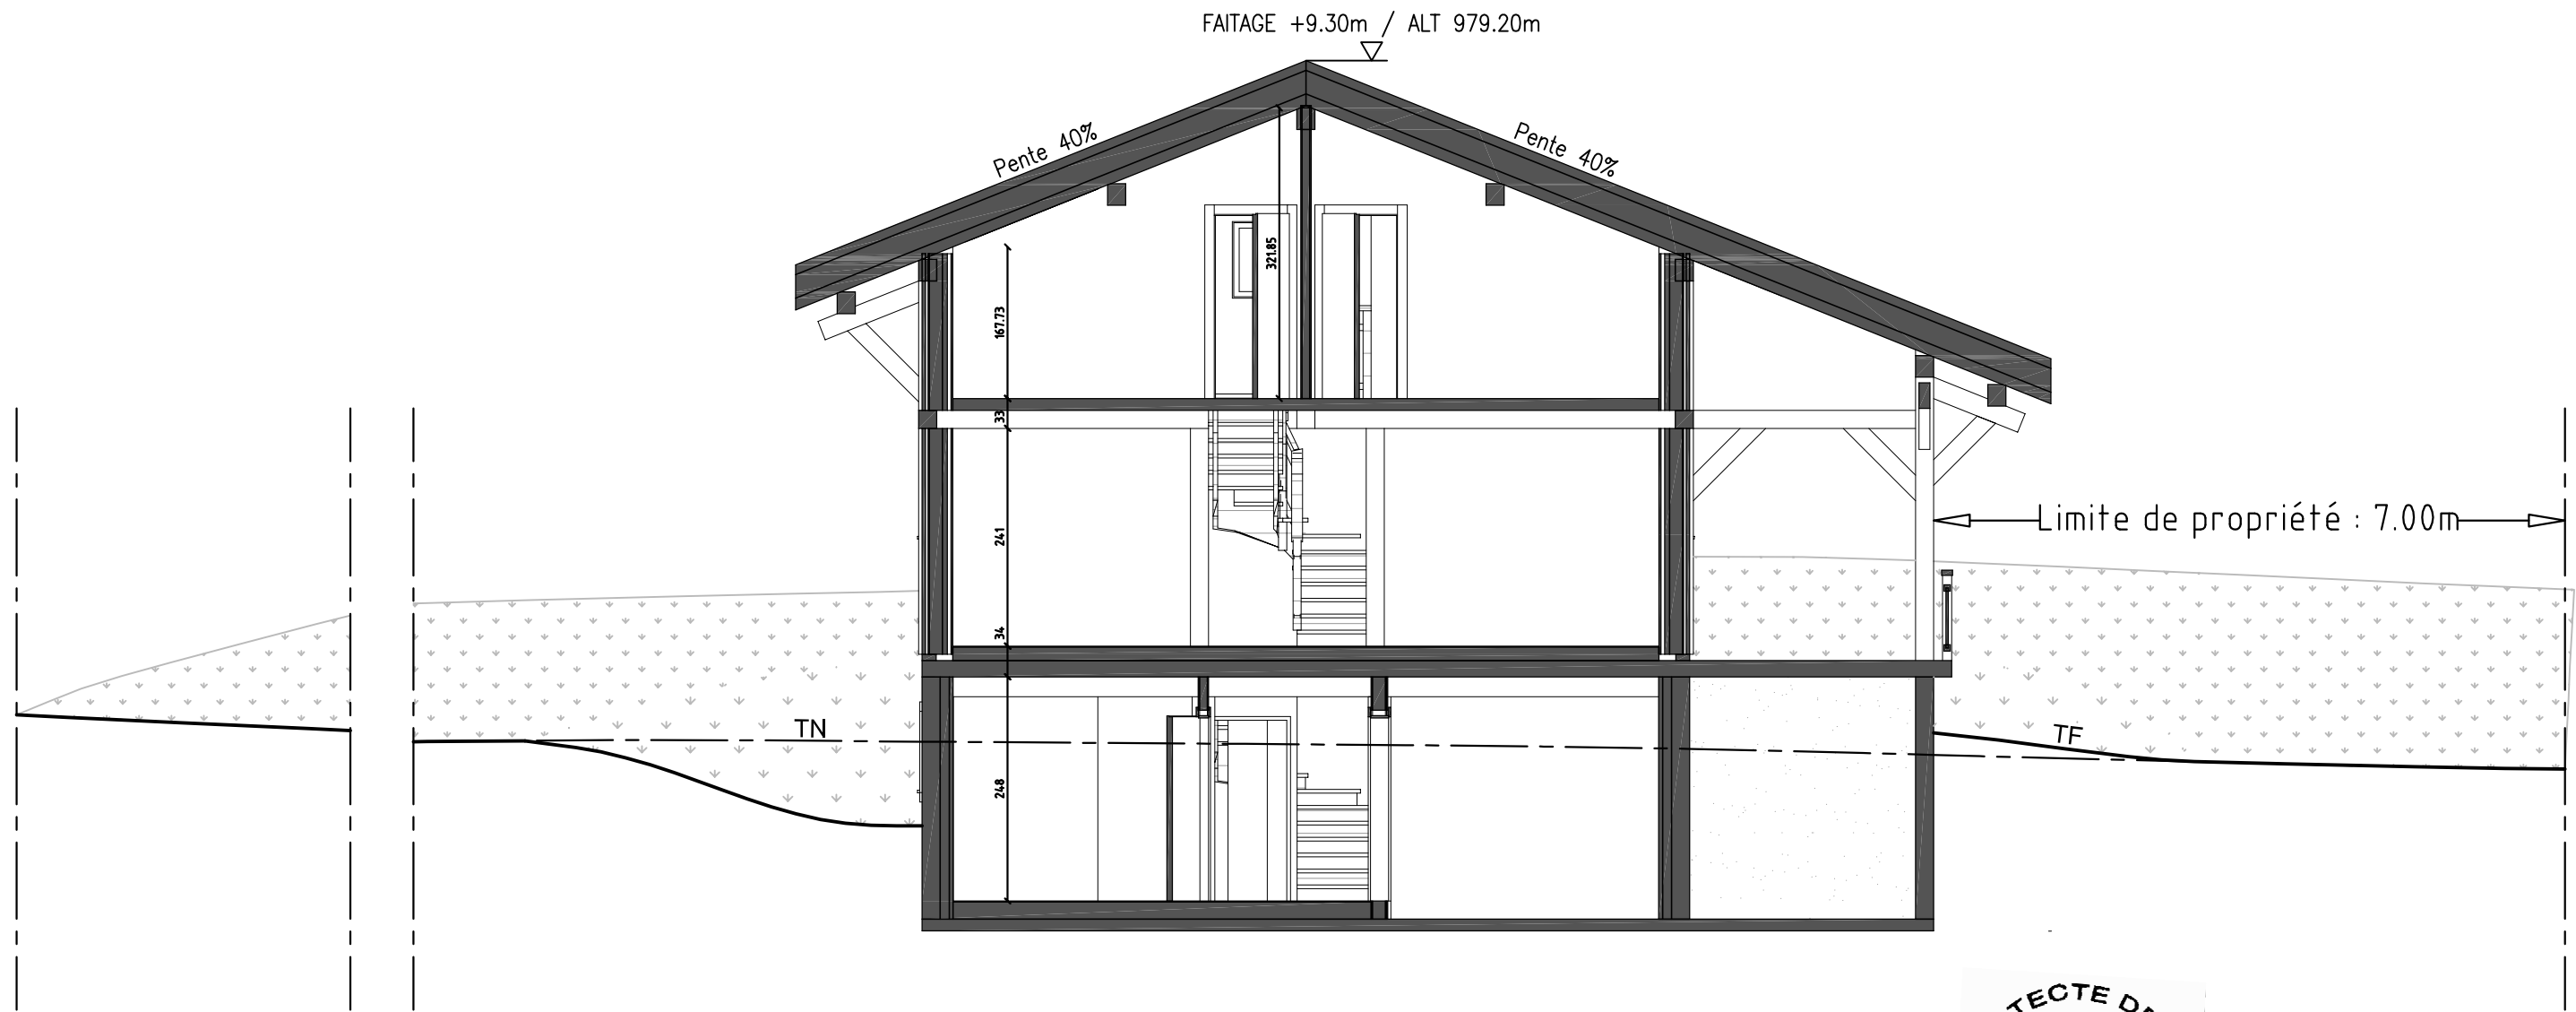 FAITAGE +9.30m / ALT 979.20m
Pente 40%
Pente 40%
321.85
167.73
33
241
Limite de propriété : 7.00m
34
TN
TF
248
TECTE D